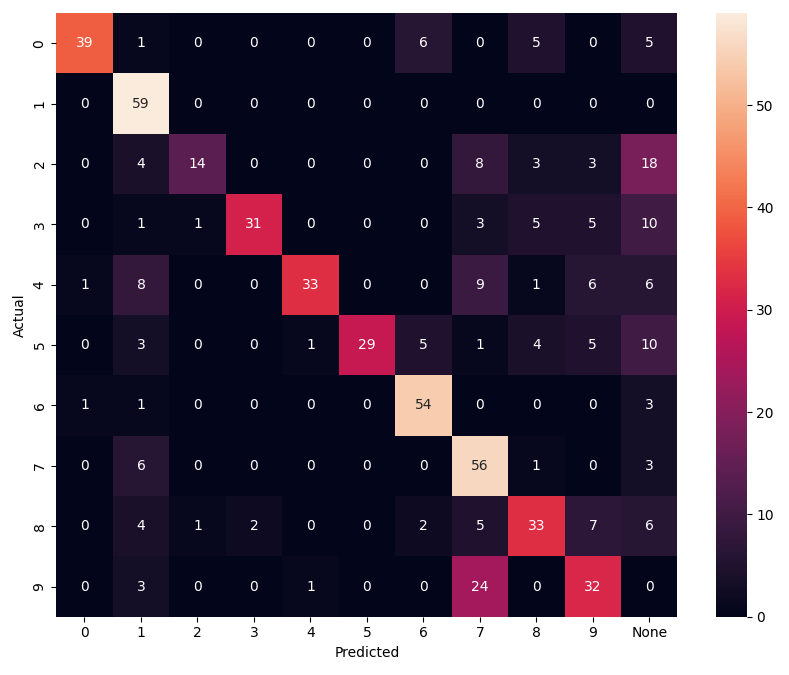 0 39 1 0 0 0 0 6 0 5 0 5
1 0 59 0 0 0 0 0 0 0 0 0
2 0 4 14 0 0 0 0 8 3 3 18
3 0 1 1 31 0 0 0 3 5 5 10
4 1 8 0 0 33 0 0 9 1 6 6
5 0 3 0 0 1 29 5 1 4 5 10
6 1 1 0 0 0 0 54 0 0 0 3
7 0 6 0 0 0 0 0 56 1 0 3
8 0 4 1 2 0 0 2 5 33 7 6
9 0 3 0 0 1 0 0 24 0 32 0
0 1 2 3 4 5 6 7 8 9 None
Predicted
Actual
50
40
30
20
10
0